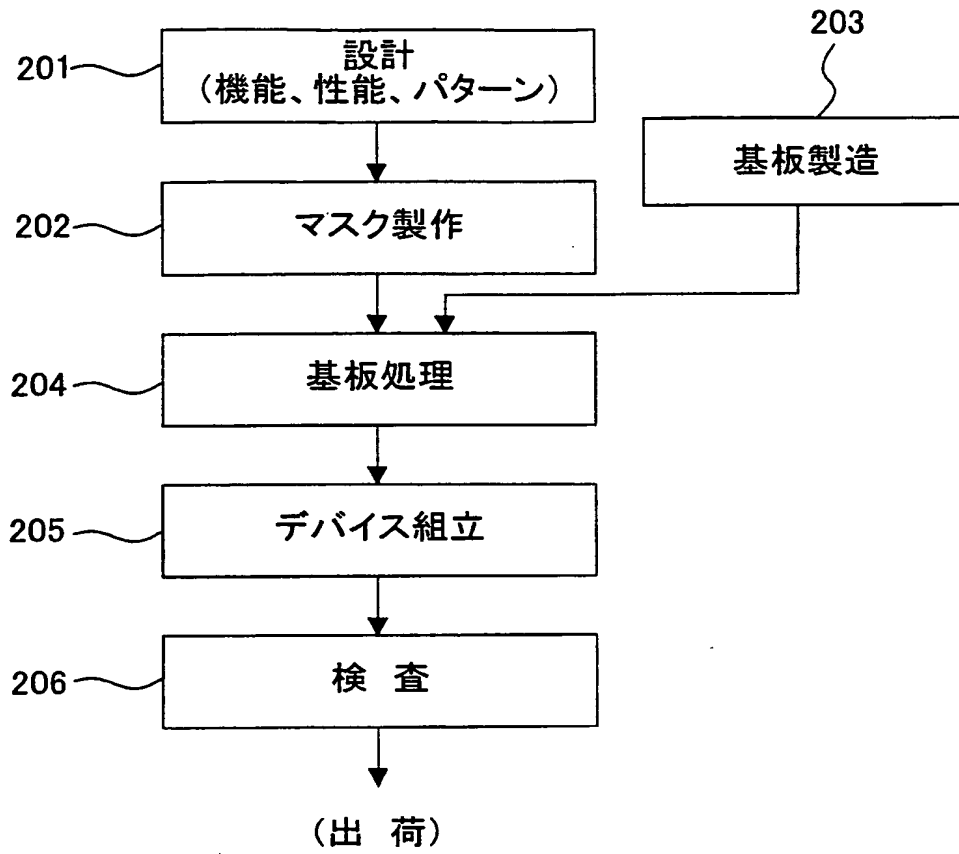 203
201
設計
(機能、性能、パターン)
基板製造
202
マスク製作
204
基板処理
205
デバイス組立
206
検 査
(出 荷)